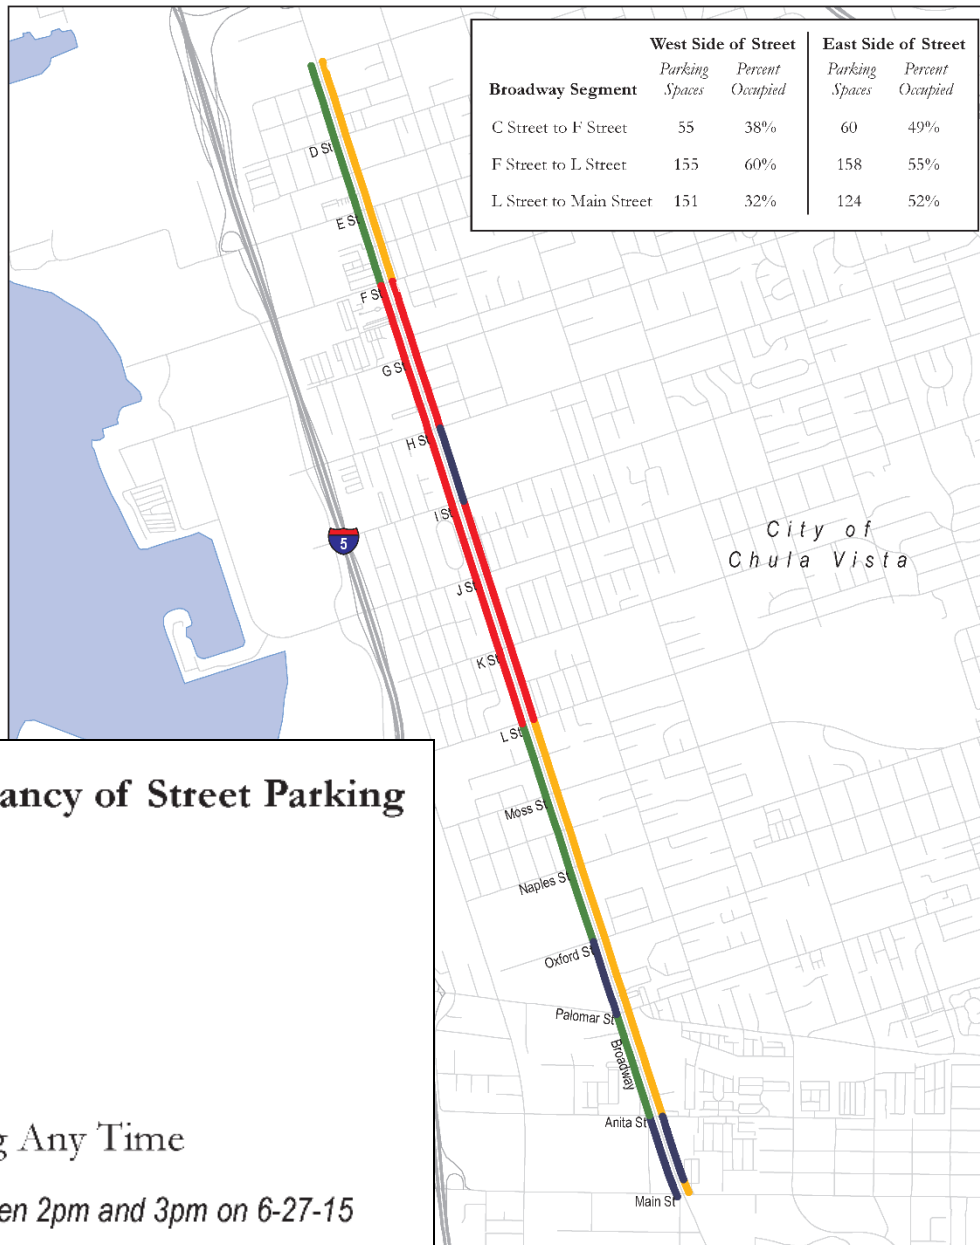 West Side of Street East Side of Street
Parking Percent Parking Percent
Broadway Segment Spaces Occupied Spaces Occupied
C Street to F Street 55 38% 60 49%
F Street to L Street 155 60% 158 55%
L Street to Main Street 151 32% 124 52%
D St
E St
F St
G St
H St
I St
5
City of
Chula Vista
J St
K St
L St
ancy of Street Parking
Moss St
Naples St
Oxford St
Palomar St
Broadway
Anita St
g Any Time
en 2pm and 3pm on 6-27-15
Main St